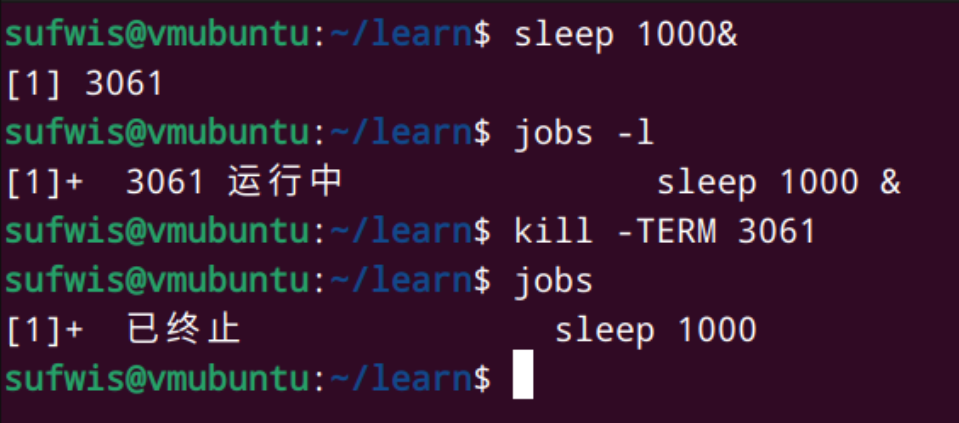 sufwis@vmubuntu:~/learn$ sleep 1000&
[1] 3061
sufwis@vmubuntu:~/learn$ jobs -l
[1]+  3061 运行中               sleep 1000 &
sufwis@vmubuntu:~/learn$ kill -TERM 3061
sufwis@vmubuntu:~/learn$ jobs
[1]+  已终止               sleep 1000
sufwis@vmubuntu:~/learn$